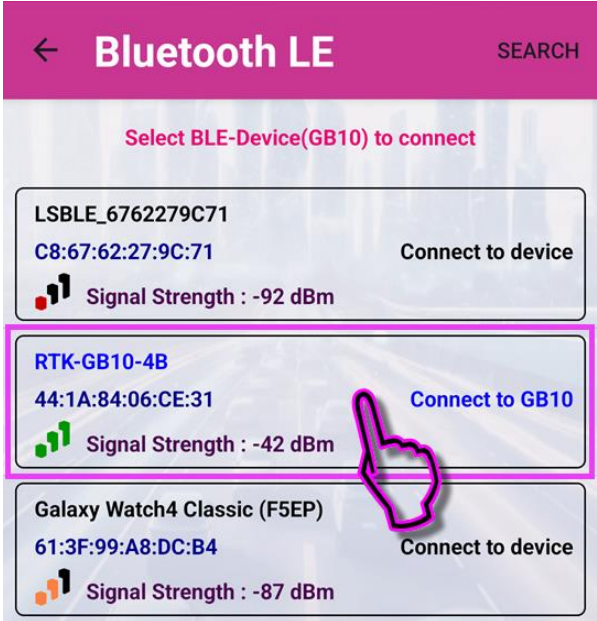 Bluetooth LE
SEARCH
Select BLE-Device(GB10) to connect
LSBLE_6762279C71
C8:67:62:27:9C:71
Connect to device
Signal Strength : -92 dBm
RTK-GB10-4B
44:1A:84:06:CE:31
Connect to GB10
Signal Strength : -42 dBm
Galaxy Watch4 Classic (F5EP)
61:3F:99:A8:DC:B4
Connect to device
Signal Strength : -87 dBm